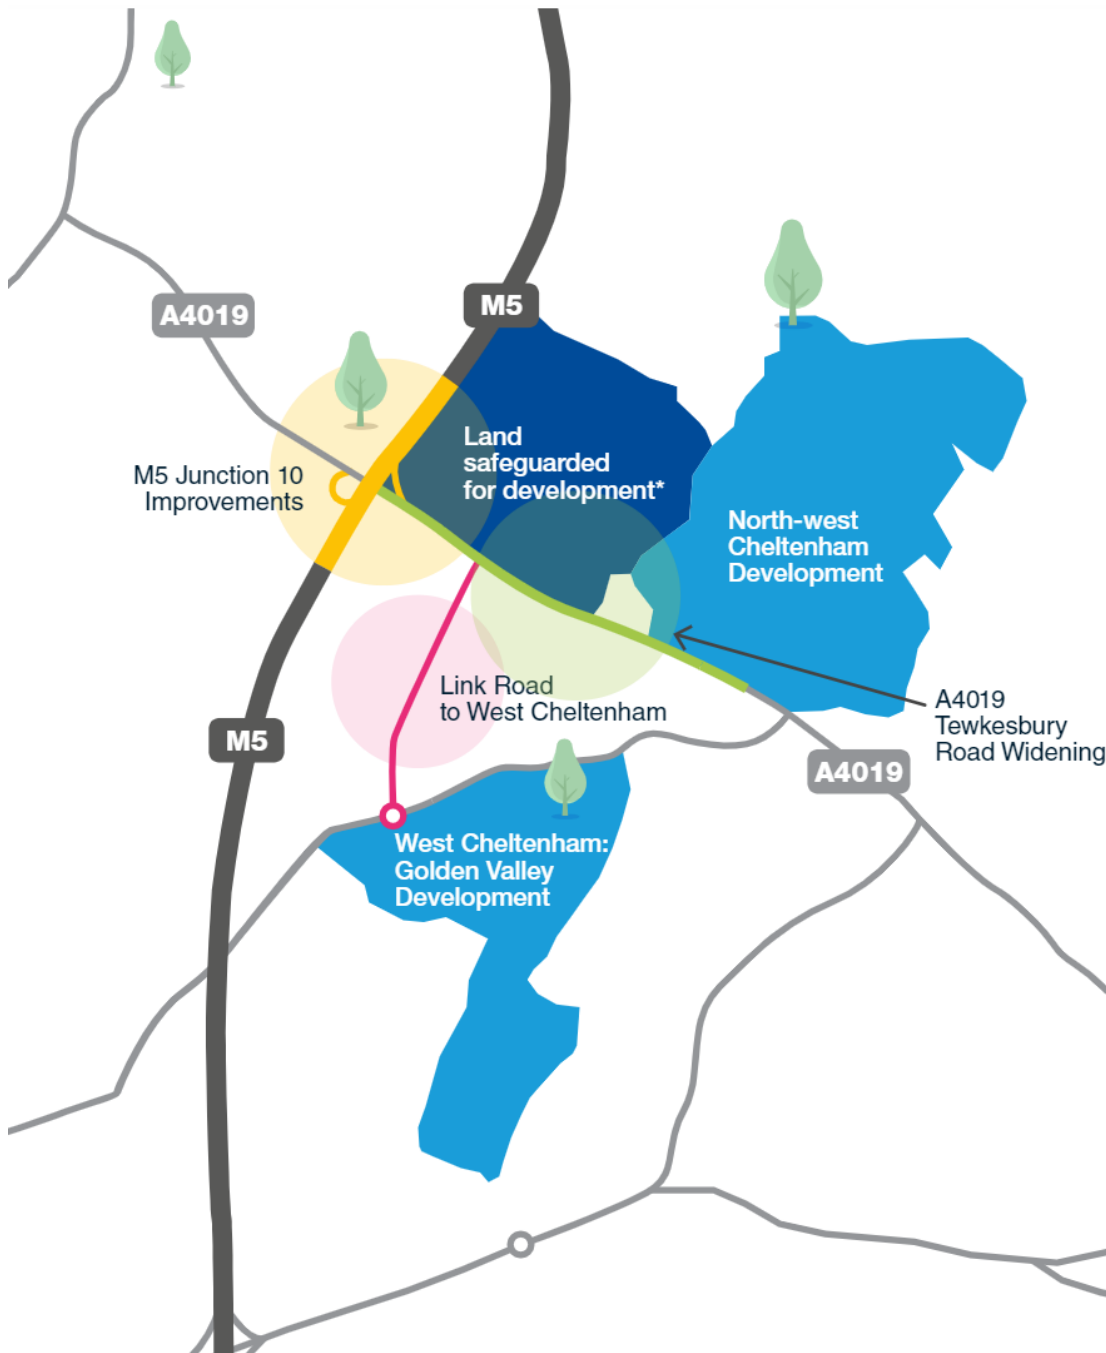 M5
A4019
Land
safeguarded
for development*
M5 Junction 10
Improvements
North-west
Cheltenham
Development
Link Road
to West Cheltenham
A4019
Tewkesbury
Road Widening
M5
A4019
West Cheltenham:
Golden Valley
Development